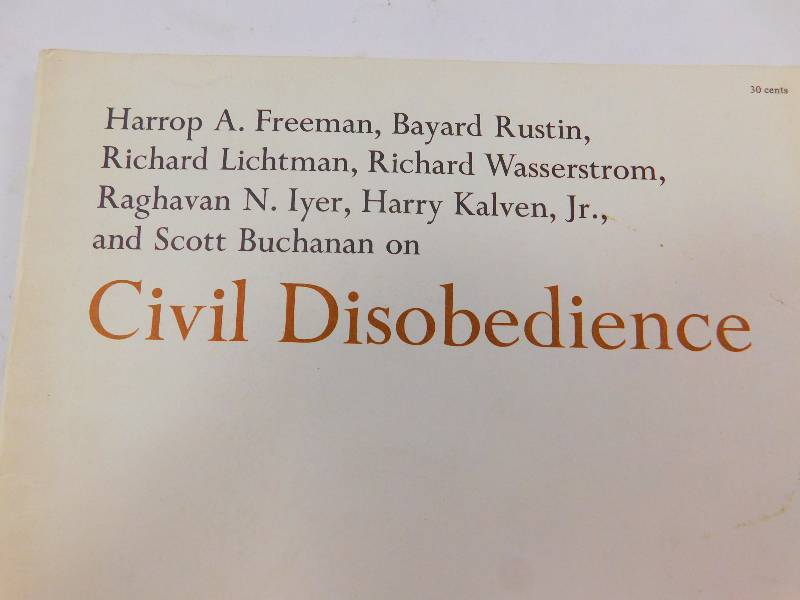 30 cents
Harrop A. Freeman, Bayard Rustin,
Richard Lichtman, Richard Wasserstrom,
Raghavan N. Iyer, Harry Kalven, Jr.,
and Scott Buchanan on
Civil Disobedience